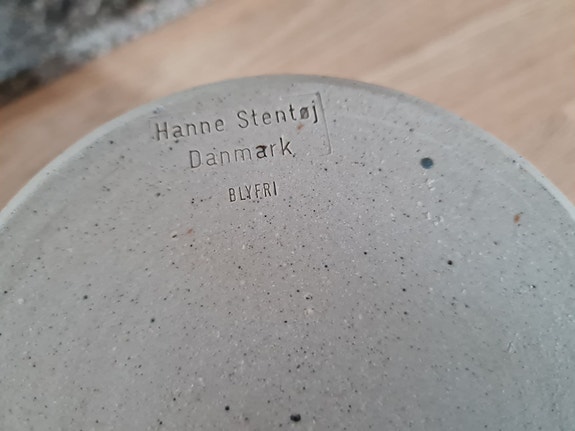 Hanne Stentøj
Danmark
BLYFRI